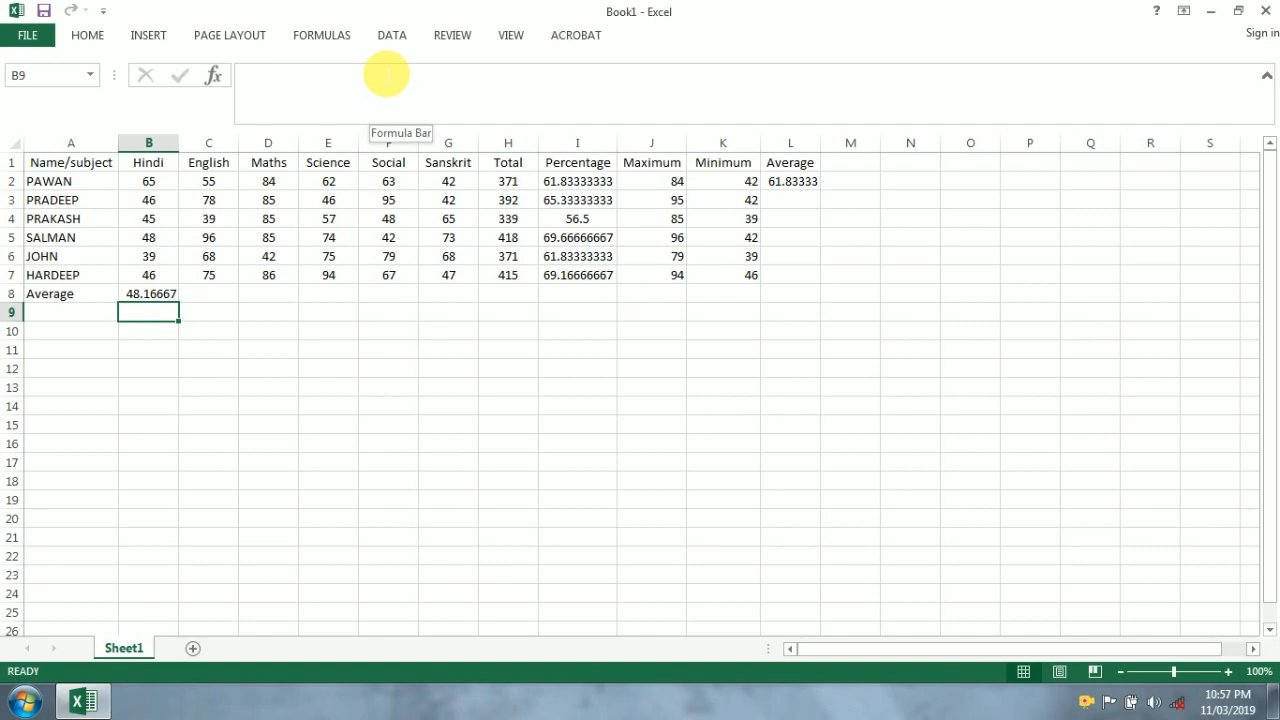 Book1 - Excel
FILE HOME INSERT PAGE LAYOUT FORMULAS DATA REVIEW VIEW ACROBAT Sign in
B9 fx
Formula Bar
A B C D E F G H I J K L M N O P Q R S
1 Name/subject Hindi English Maths Science Social Sanskrit Total Percentage Maximum Minimum Average
2 PAWAN 65 55 84 62 63 42 371 61.83333333 84 42 61.83333
3 PRADEEP 46 78 85 46 95 42 392 65.33333333 95 42
4 PRAKASH 45 39 85 57 48 65 339 56.5 85 39
5 SALMAN 48 96 85 74 42 73 418 69.66666667 96 42
6 JOHN 39 68 42 75 79 68 371 61.83333333 79 39
7 HARDEEP 46 75 86 94 67 47 415 69.16666667 94 46
8 Average 48.16667
9
10
11
12
13
14
15
16
17
18
19
20
21
22
23
24
25
26
Sheet1
READY 100%
10:57 PM
11/03/2019